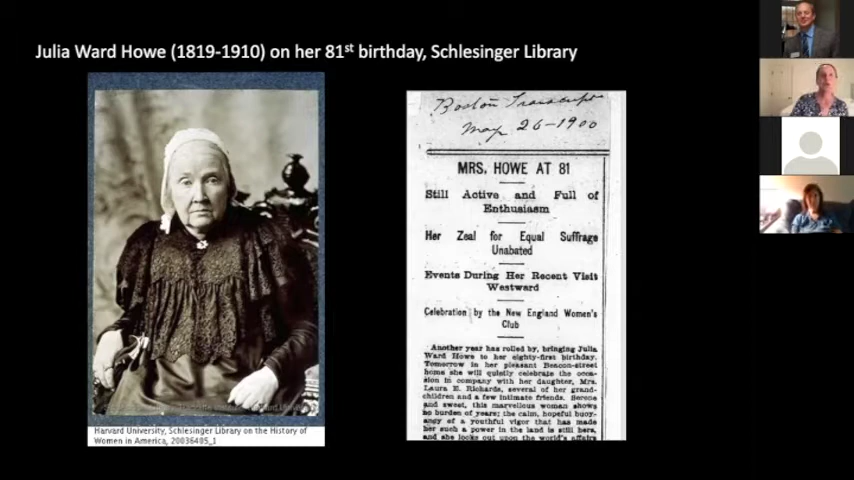 Julia Ward Howe (1819-1910) on her 81st birthday, Schlesinger Library
Harvard University, Schlesinger Library on the History of
Women in America, 20036405_1
Boston Transcript
May 26-1900
MRS. HOWE AT 81
Still Active and Full of
Enthusiasm
Her Zeal for Equal Suffrage
Unabated
Events During Her Recent Visit
Westward
Celebration by the New England Women's
Club
Another year has rolled by, bringing Julia
Ward Howe to her eighty-first birthday.
Tomorrow in her pleasant Beacon-street
home she will quietly celebrate the occa-
sion in company with her daughter, Mrs.
Laura E. Richards, several of her grand-
children and a few intimate friends. Serene
and sweet, this marvellous woman shows
no burden of years; the calm, hopeful buoy-
ancy of a youthful vigor that has made
her such a power in the land is still hers,
and she looks out upon the world's affairs